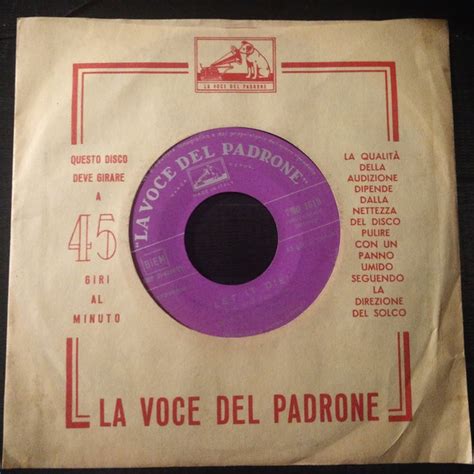 LA VOCE DEL PADRONE
QUESTO DISCO
DEVE GIRARE
A
45
GIRI
AL
MINUTO
LA QUALITÀ
DELLA
AUDIZIONE
DIPENDE
DALLA
NETTEZZA
DEL DISCO
PULIRE
CON UN
PANNO
UMIDO
SEGUENDO
LA
DIREZIONE
DEL SOLCO
"LA VOCE DEL PADRONE"
BIEM
LA VOCE DEL PADRONE